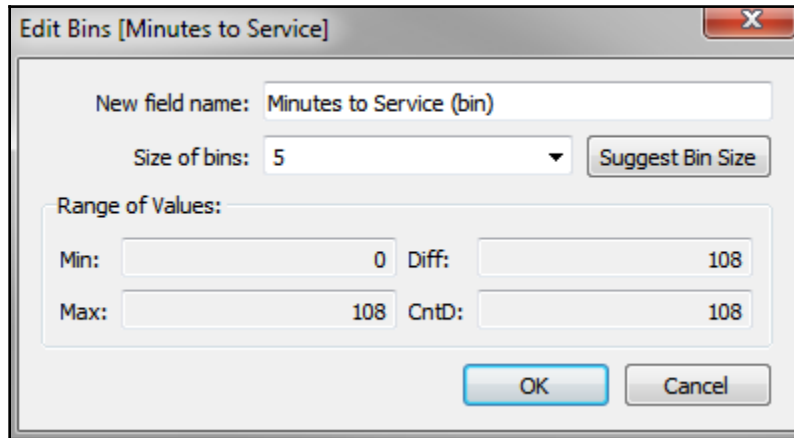 Edit Bins [Minutes to Service]
New field name: Minutes to Service (bin)
Size of bins: 5 Suggest Bin Size
Range of Values:
Min: 0 Diff: 108
Max: 108 CntD: 108
OK Cancel